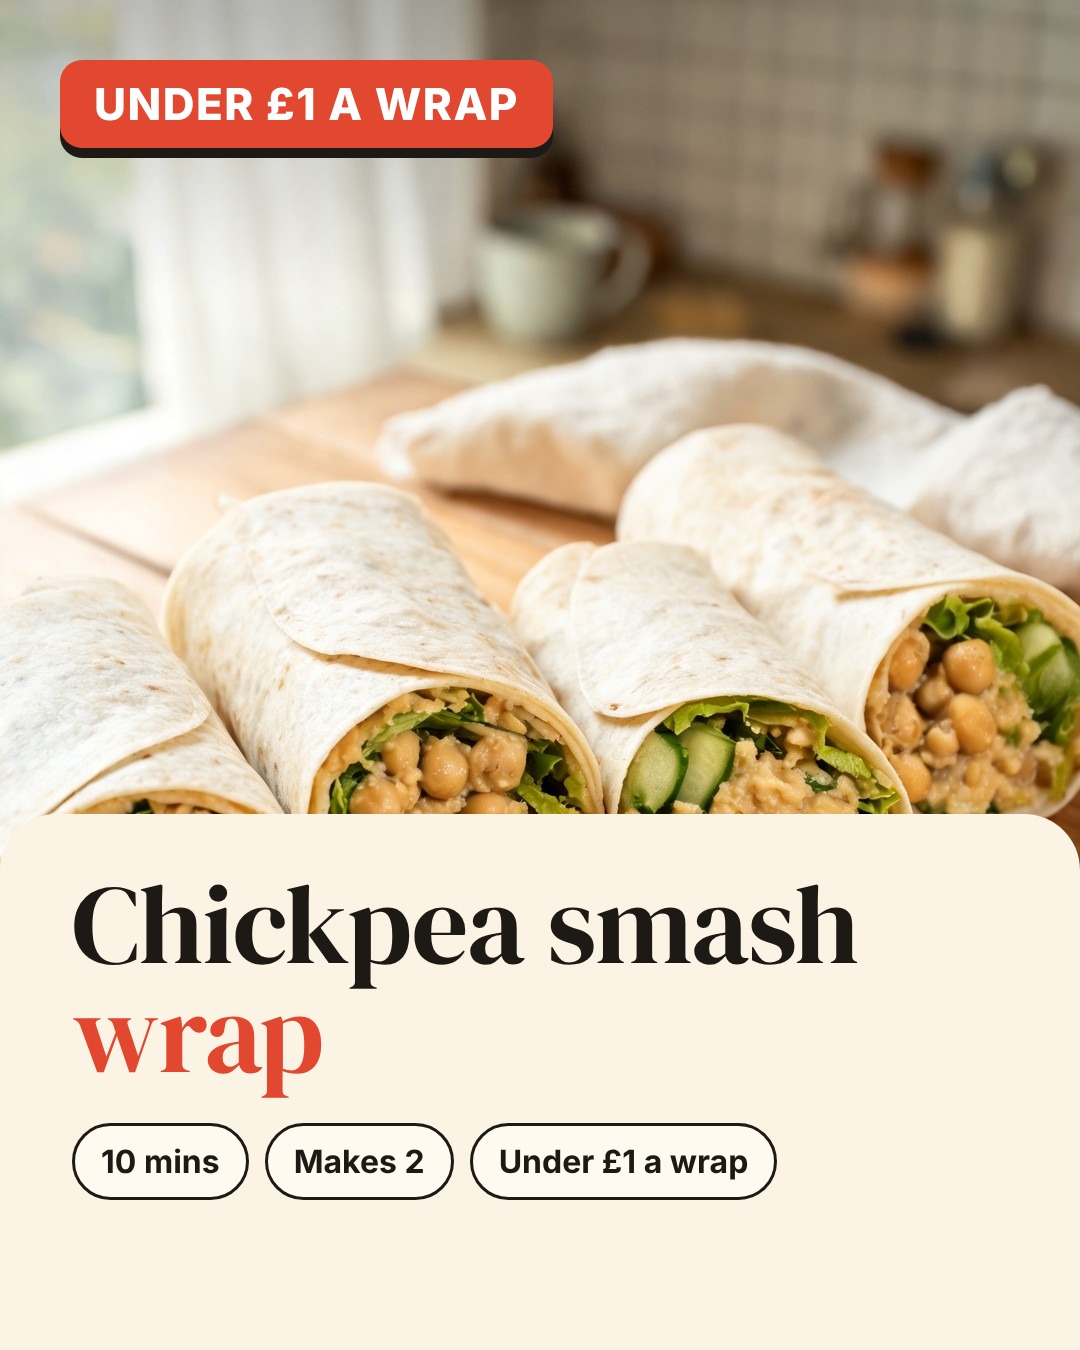 UNDER £1 A WRAP
Chickpea smash
wrap
10 mins
Makes 2
Under £1 a wrap